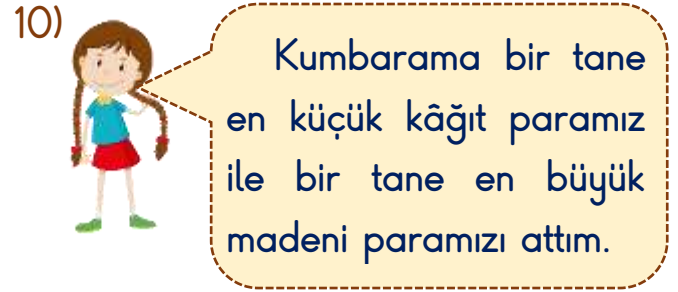 10)
Kumbarama bir tane
en küçük kâğıt paramız
ile bir tane en büyük
madeni paramızı attım.